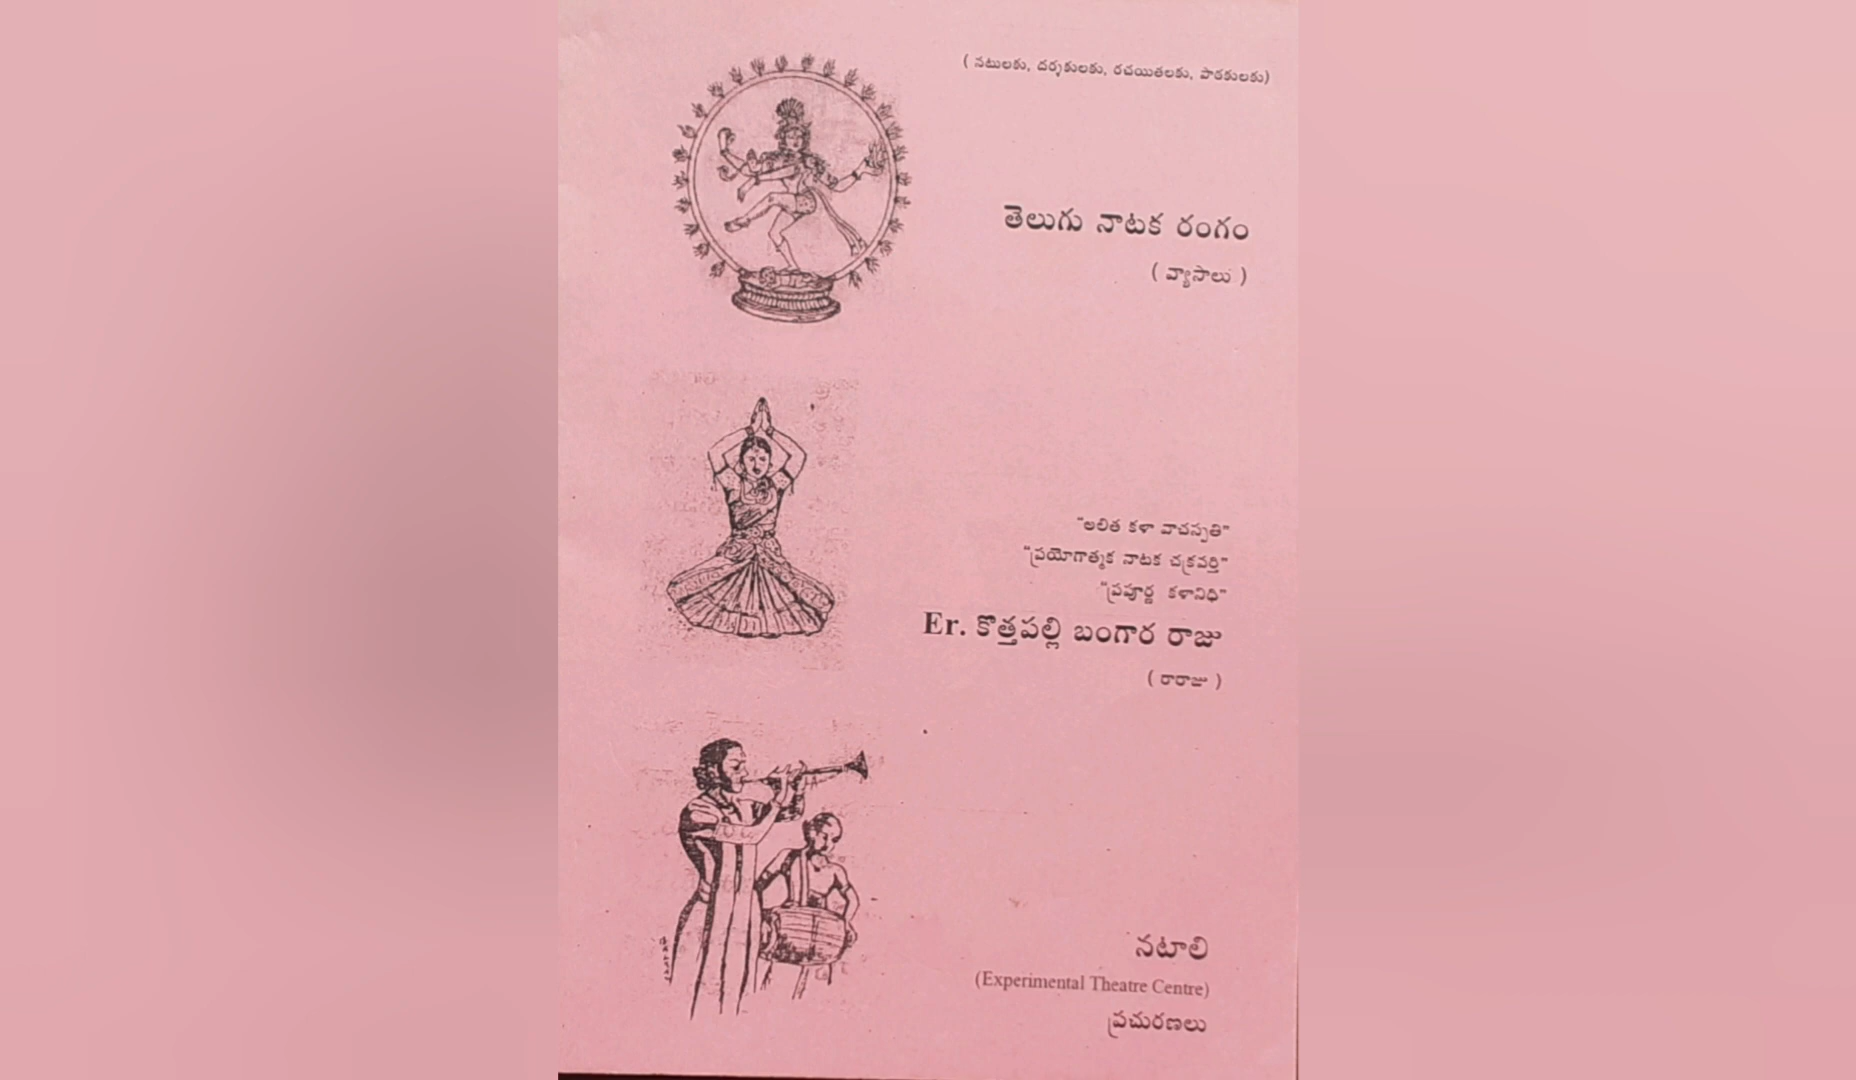 ( నటులకు, దర్శకులకు, రచయితలకు, పాఠకులకు)
తెలుగు నాటక రంగం
( వ్యాసాలు )
"లలిత కళా వాచస్పతి"
"ప్రయోగాత్మక నాటక చక్రవర్తి"
"ప్రపూర్ణ కళానిధి"
Er. కొత్తపల్లి బంగార రాజు
( రారాజు )
నటాలి
(Experimental Theatre Centre)
ప్రచురణలు